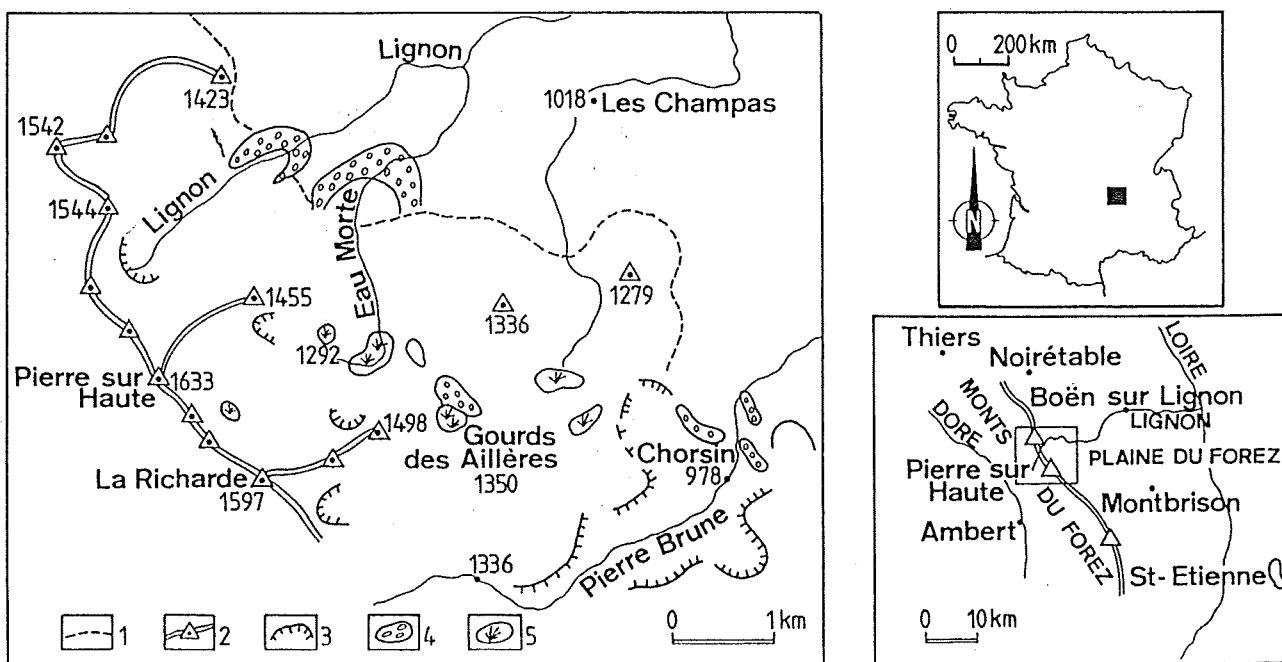 Lignon
1423
1542
1018
Les Champas
Lignon
1544
Eau Morte
1455
1279
1336
1292
Pierre sur
Haute
1633
1498
Gourds
des Aillères
1350
Chorsin
978
La Richarde
1597
1336
Pierre Brune
1
2
3
4
5
0
1km
0
200km
N
Thiers
Noirétable
LOIRE
Boën sur Lignon
LIGNON
MONTS
DORE
PLAINE DU FOREZ
Pierre sur
Haute
Montbrison
DU FOREZ
Ambert
St-Etienne
0
10km